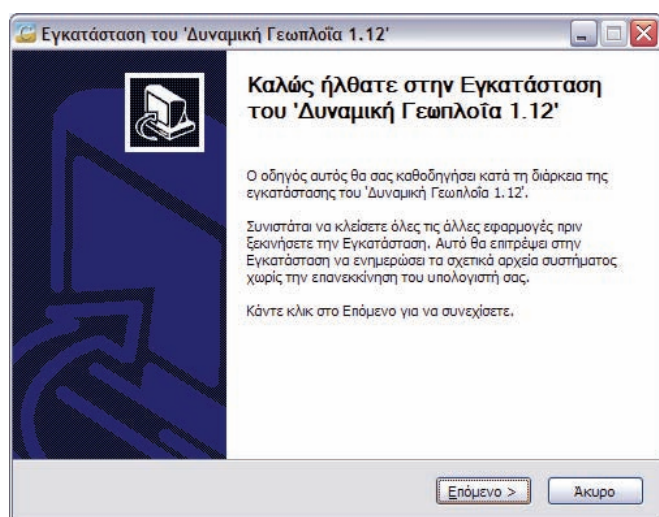 Εγκατάσταση του 'Δυναμική Γεωπλοΐα 1.12'
Καλώς ήλθατε στην Εγκατάσταση
του 'Δυναμική Γεωπλοΐα 1.12'
Ο οδηγός αυτός θα σας καθοδηγήσει κατά τη διάρκεια της
εγκατάστασης του 'Δυναμική Γεωπλοΐα 1.12'.
Συνιστάται να κλείσετε όλες τις άλλες εφαρμογές πριν
ξεκινήσετε την Εγκατάσταση. Αυτό θα επιτρέψει στην
Εγκατάσταση να ενημερώσει τα σχετικά αρχεία συστήματος
χωρίς την επανεκκίνηση του υπολογιστή σας.
Κάντε κλικ στο Επόμενο για να συνεχίσετε.
Επόμενο > Άκυρο